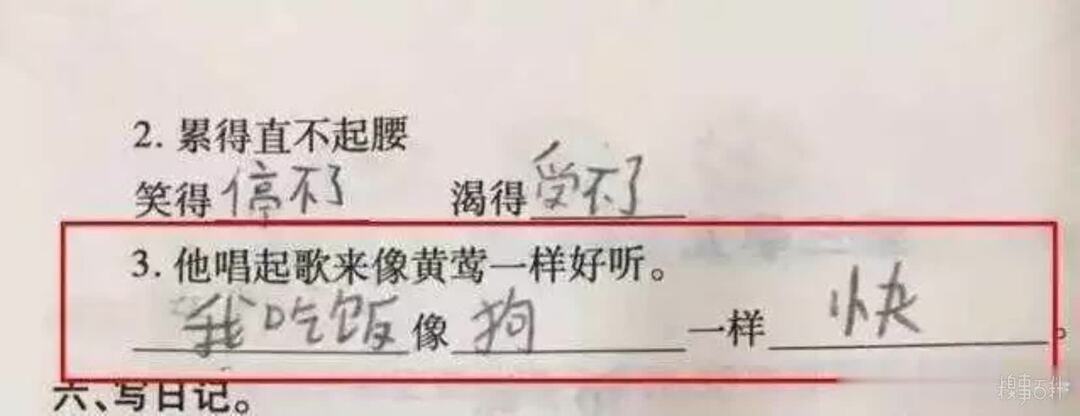 2. 累得直不起腰
笑得停不了 渴得受不了
3. 他唱起歌来像黄莺一样好听。
我吃饭像狗一样快。
六、写日记。
糗事百科